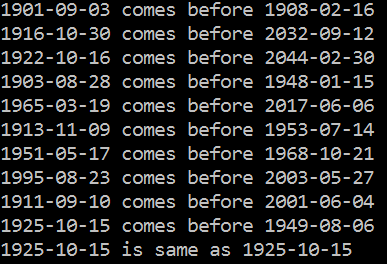 1901-09-03 comes before 1908-02-16
1916-10-30 comes before 2032-09-12
1922-10-16 comes before 2044-02-30
1903-08-28 comes before 1948-01-15
1965-03-19 comes before 2017-06-06
1913-11-09 comes before 1953-07-14
1951-05-17 comes before 1968-10-21
1995-08-23 comes before 2003-05-27
1911-09-10 comes before 2001-06-04
1925-10-15 comes before 1949-08-06
1925-10-15 is same as 1925-10-15